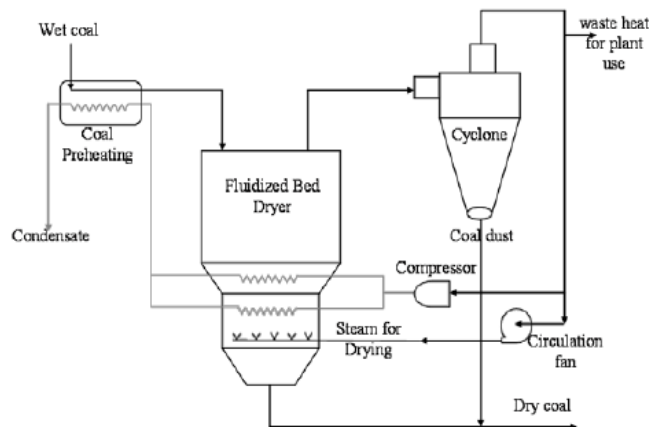 Wet coal
waste heat
for plant
use
Coal
Preheating
Cyclone
Fluidized Bed
Dryer
Condensate
Coal dust
Compressor
Steam for
Drying
Circulation
fan
Dry coal